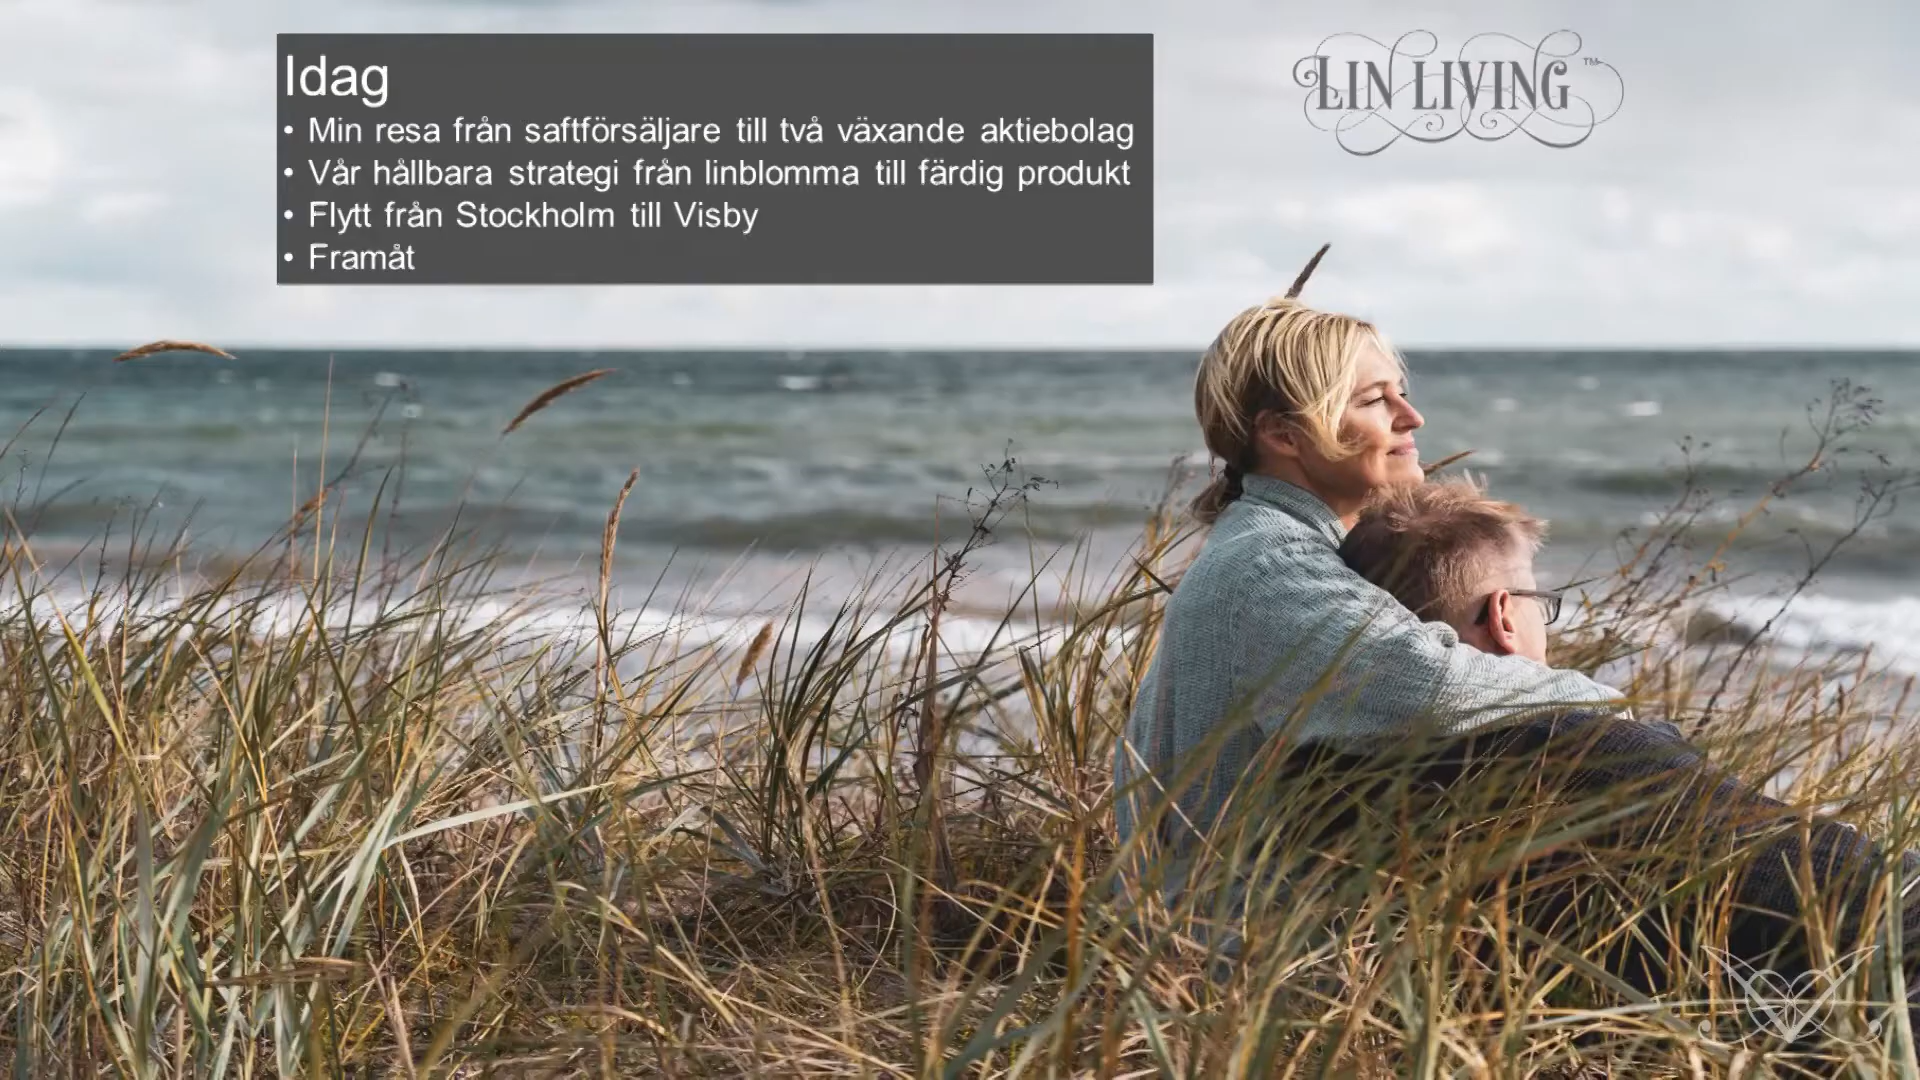 Idag
• Min resa från saftförsäljare till två växande aktiebolag
• Vår hållbara strategi från linblomma till färdig produkt
• Flytt från Stockholm till Visby
• Framåt
LIN LIVING™